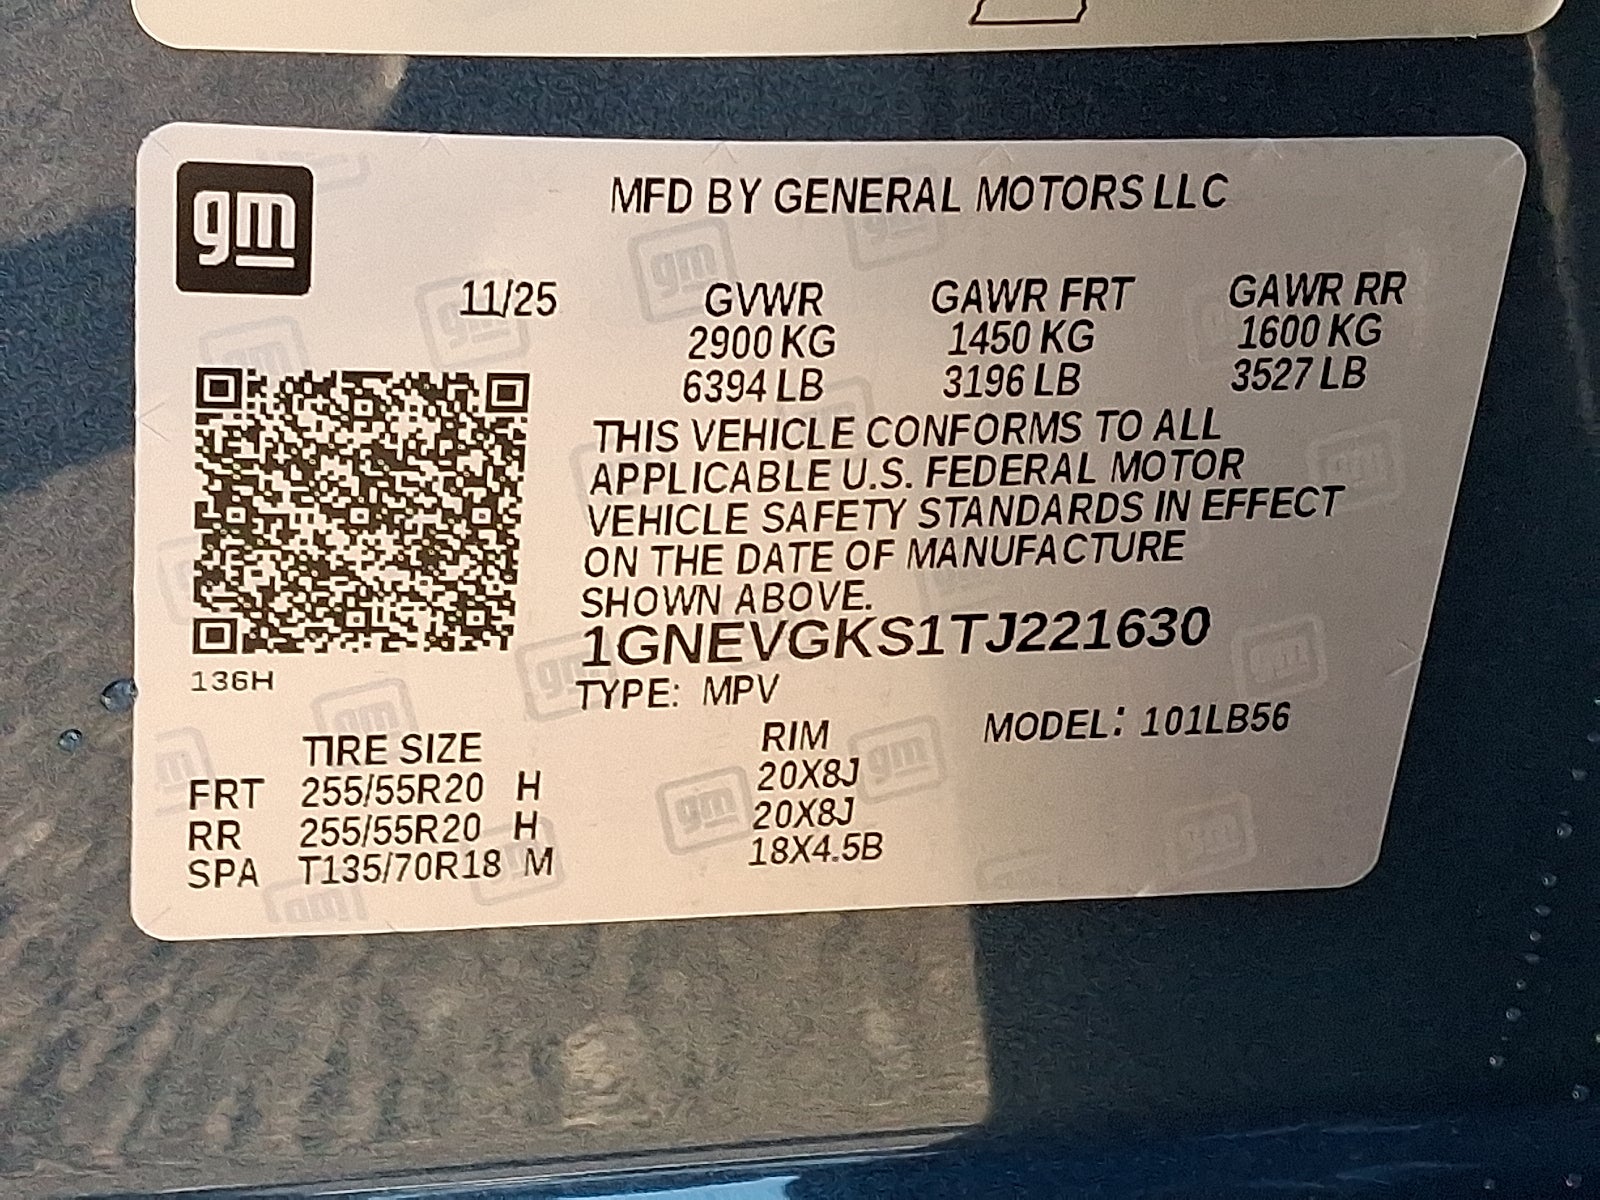 gm
MFD BY GENERAL MOTORS LLC
11/25 GVWR GAWR FRT GAWR RR
2900 KG 1450 KG 1600 KG
6394 LB 3196 LB 3527 LB
THIS VEHICLE CONFORMS TO ALL
APPLICABLE U.S. FEDERAL MOTOR
VEHICLE SAFETY STANDARDS IN EFFECT
ON THE DATE OF MANUFACTURE
SHOWN ABOVE.
1GNEVGKS1TJ221630
136H
TYPE: MPV
MODEL: 101LB56
TIRE SIZE RIM
FRT 255/55R20 H 20X8J
RR 255/55R20 H 20X8J
SPA T135/70R18 M 18X4.5B